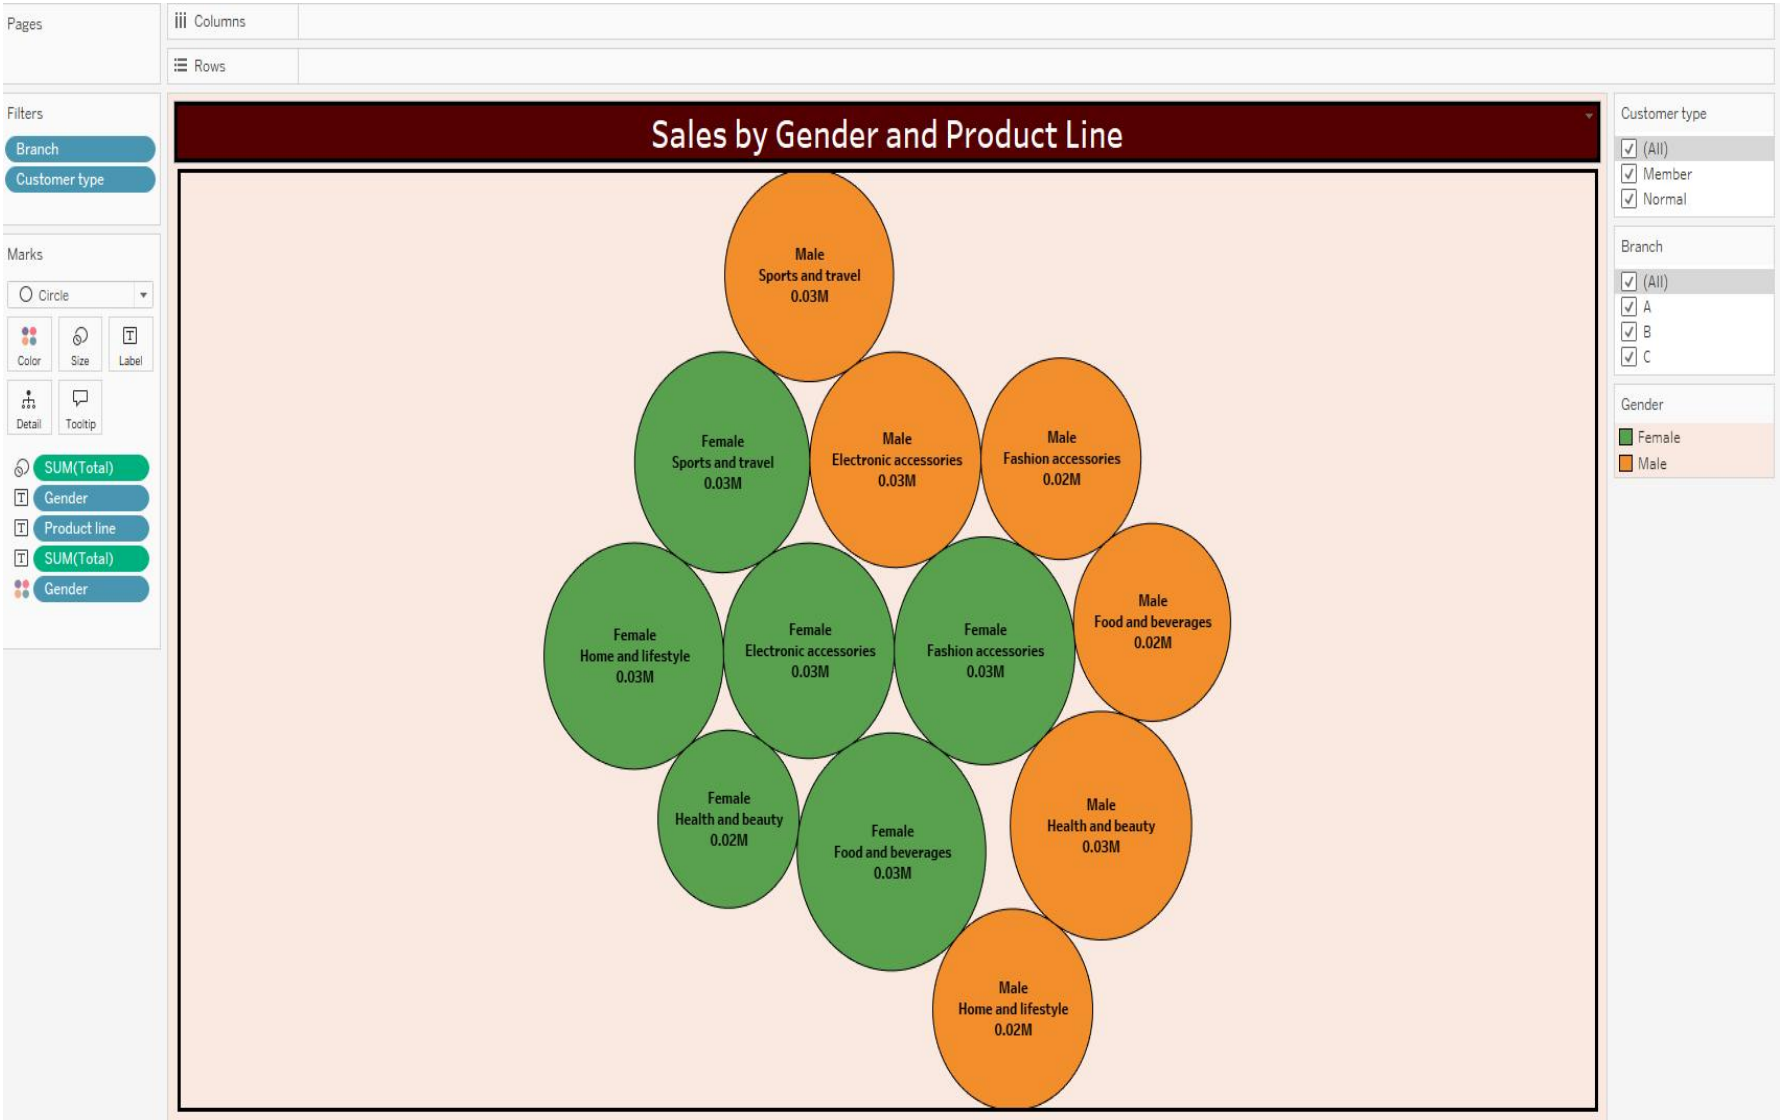 Pages
Columns
Rows
Filters
Branch
Customer type
Marks
Circle
Color
Size
Label
Detail
Tooltip
SUM(Total)
Gender
Product line
SUM(Total)
Gender
Sales by Gender and Product Line
Male
Sports and travel
0.03M
Female
Sports and travel
0.03M
Male
Electronic accessories
0.03M
Male
Fashion accessories
0.02M
Female
Home and lifestyle
0.03M
Female
Electronic accessories
0.03M
Female
Fashion accessories
0.03M
Male
Food and beverages
0.02M
Female
Health and beauty
0.02M
Female
Food and beverages
0.03M
Male
Health and beauty
0.03M
Male
Home and lifestyle
0.02M
Customer type
(All)
Member
Normal
Branch
(All)
A
B
C
Gender
Female
Male